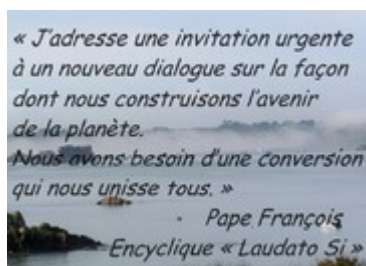 « J'adresse une invitation urgente
à un nouveau dialogue sur la façon
dont nous construisons l'avenir
de la planète.
Nous avons besoin d'une conversion
qui nous unisse tous. »
Pape François
Encyclique « Laudato Si »